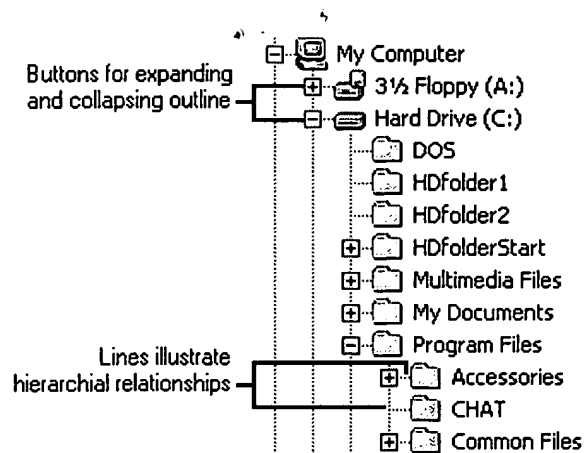 My Computer
Buttons for expanding
and collapsing outline
3½ Floppy (A:)
Hard Drive (C:)
DOS
HDfolder1
HDfolder2
HDfolderStart
Multimedia Files
My Documents
Program Files
Lines illustrate
hierarchial relationships
Accessories
CHAT
Common Files